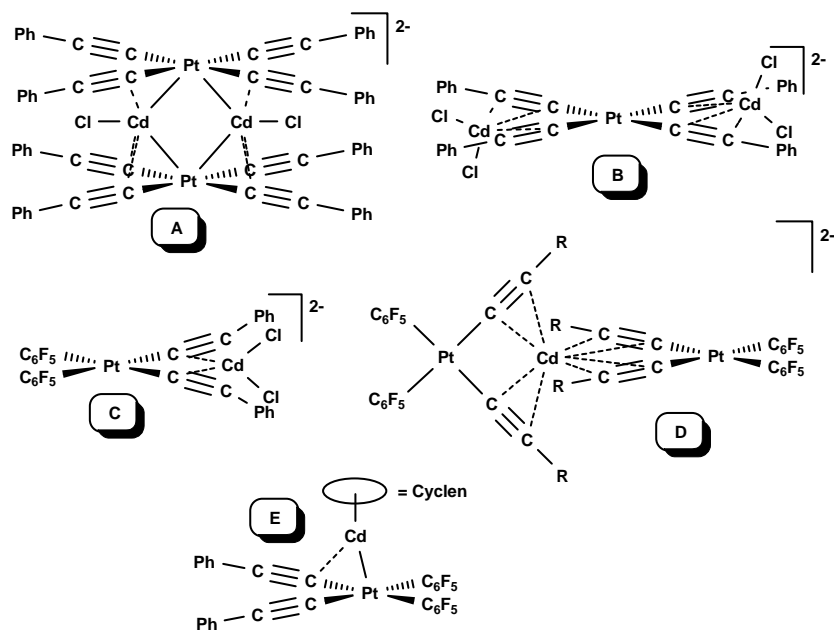 2-
Ph C C C C Ph
Ph C C Pt C C Ph
Cl Cd Cd Cl
Ph C C C C Ph
Ph C C Pt C C Ph
A
2-
Cl
Ph C C C C Ph
Cl Cd Pt Cd
Ph C C C C Cl
Cl Ph
B
2-
Ph
C6F5 C C Cl
C6F5 Pt Cd
C C Cl
Ph
C
2-
R
C
C6F5 C R C C
Pt Cd Pt C6F5
C6F5 C R C C C6F5
C
R
D
= Cyclen
E
Cd
Ph C C C6F5
Ph C C Pt C6F5